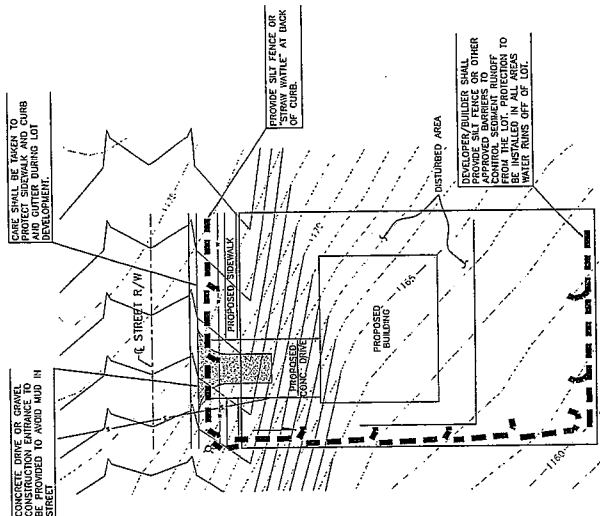 CONCRETE DRIVE OR GRAVEL
CONSTRUCTION ENTRANCE TO
BE PROVIDED TO AVOID MUD IN
STREET
CARE SHALL BE TAKEN TO
PROTECT SIDEWALK AND CURB
AND GUTTER DURING LOT
DEVELOPMENT.
PROVIDE SILT FENCE OR
"STRAW WATTLE" AT BACK
OF CURB.
DEVELOPER/BUILDER SHALL
PROVIDE SILT FENCE OR OTHER
APPROVED BARRIERS TO
CONTROL SEDIMENT RUNOFF
FROM THE LOT. PROTECTION TO
BE INSTALLED IN ALL AREAS
WATER RUNS OFF OF LOT.
℄ STREET R/W
PROPOSED SIDEWALK
PROPOSED
CONC. DRIVE
PROPOSED
BUILDING
DISTURBED AREA
1165
1160